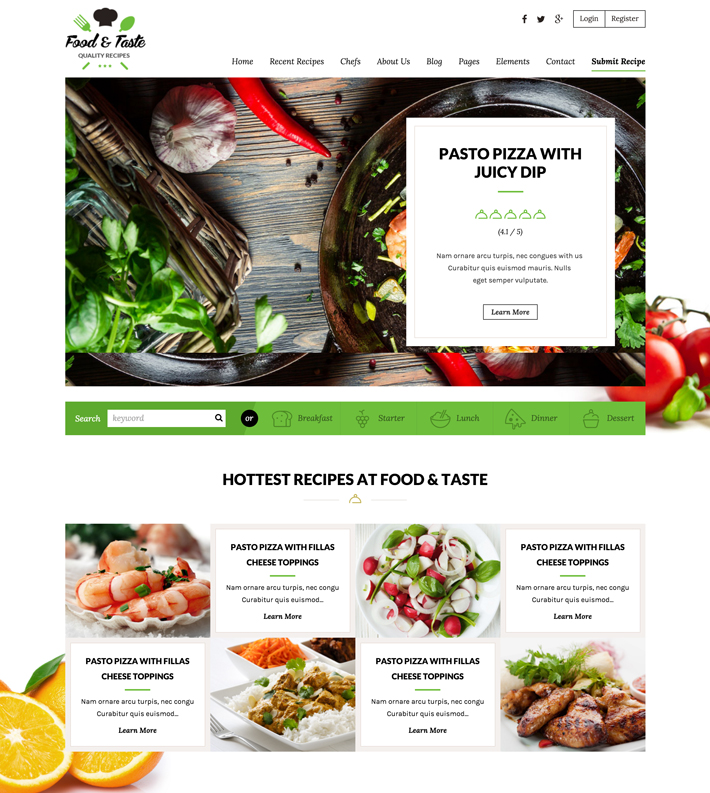 Food & Taste
QUALITY RECIPES
Login Register
Home Recent Recipes Chefs About Us Blog Pages Elements Contact Submit Recipe
PASTO PIZZA WITH
JUICY DIP
(4.1 / 5)
Nam ornare arcu turpis, nec congues with us
Curabitur quis euismod mauris. Nulls
eget semper vulputate.
Learn More
Search keyword or Breakfast Starter Lunch Dinner Dessert
HOTTEST RECIPES AT FOOD & TASTE
PASTO PIZZA WITH FILLAS
CHEESE TOPPINGS
Nam ornare arcu turpis, nec congu
Curabitur quis euismod...
Learn More
PASTO PIZZA WITH FILLAS
CHEESE TOPPINGS
Nam ornare arcu turpis, nec congu
Curabitur quis euismod...
Learn More
PASTO PIZZA WITH FILLAS
CHEESE TOPPINGS
Nam ornare arcu turpis, nec congu
Curabitur quis euismod...
Learn More
PASTO PIZZA WITH FILLAS
CHEESE TOPPINGS
Nam ornare arcu turpis, nec congu
Curabitur quis euismod...
Learn More